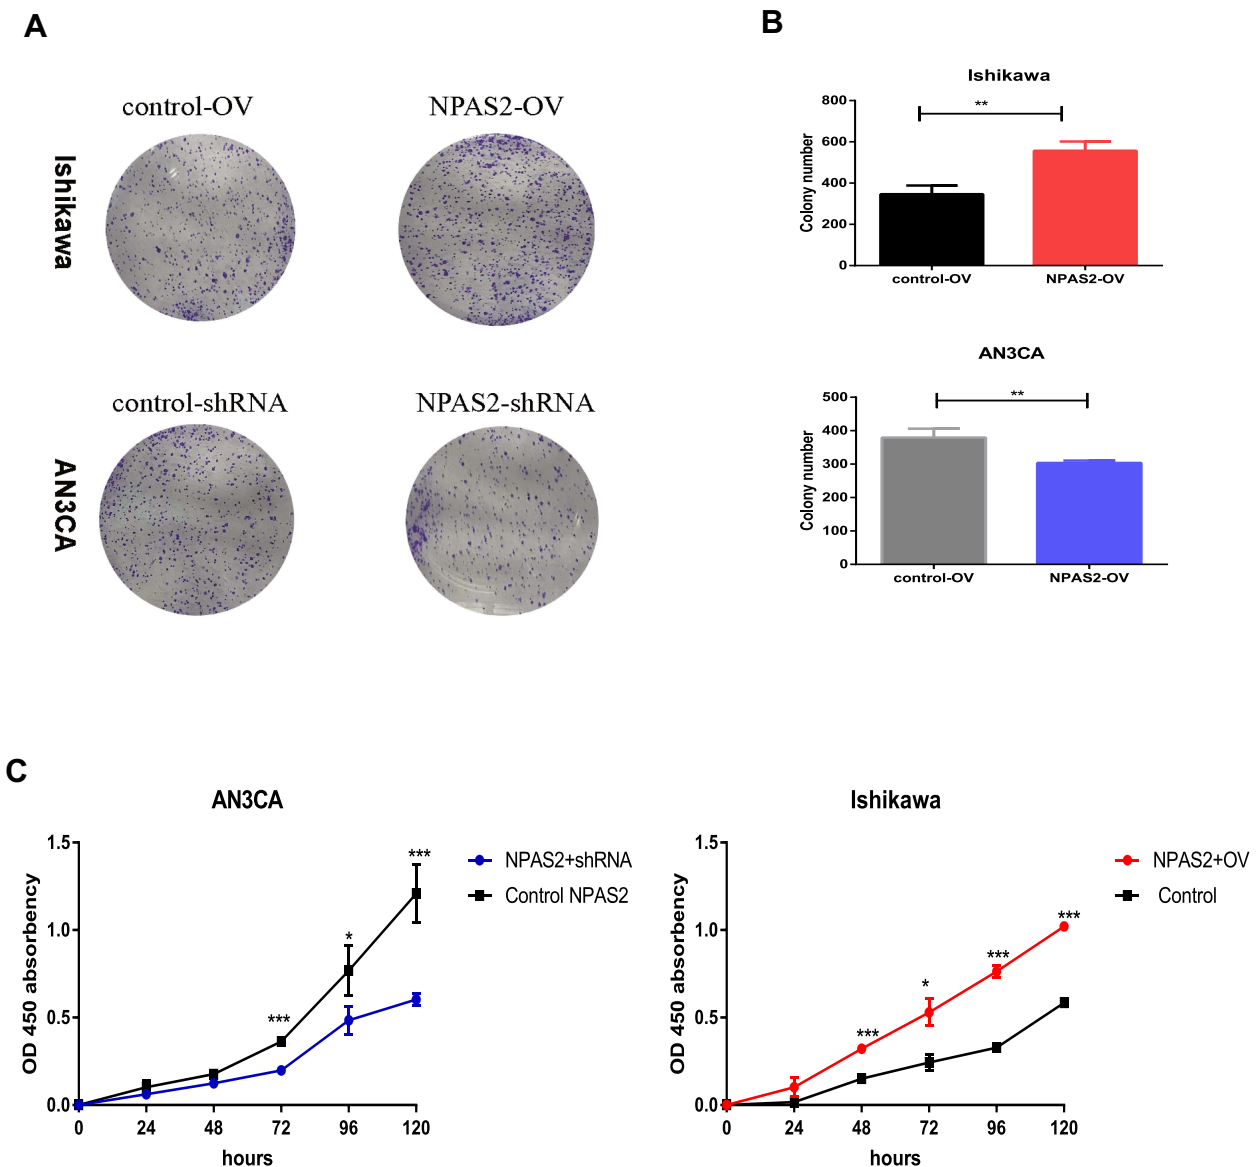 A
control-OV
NPAS2-OV
Ishikawa
control-shRNA
NPAS2-shRNA
AN3CA
B
Ishikawa
800
600
400
200
0
Colony number
**
control-OV
NPAS2-OV
AN3CA
500
400
300
200
100
0
Colony number
**
control-OV
NPAS2-OV
C
AN3CA
1.5
1.0
0.5
0.0
OD 450 absorbency
***
*
***
0 24 48 72 96 120
hours
NPAS2+shRNA
Control NPAS2
Ishikawa
1.5
1.0
0.5
0.0
OD 450 absorbency
***
*
***
***
0 24 48 72 96 120
hours
NPAS2+OV
Control